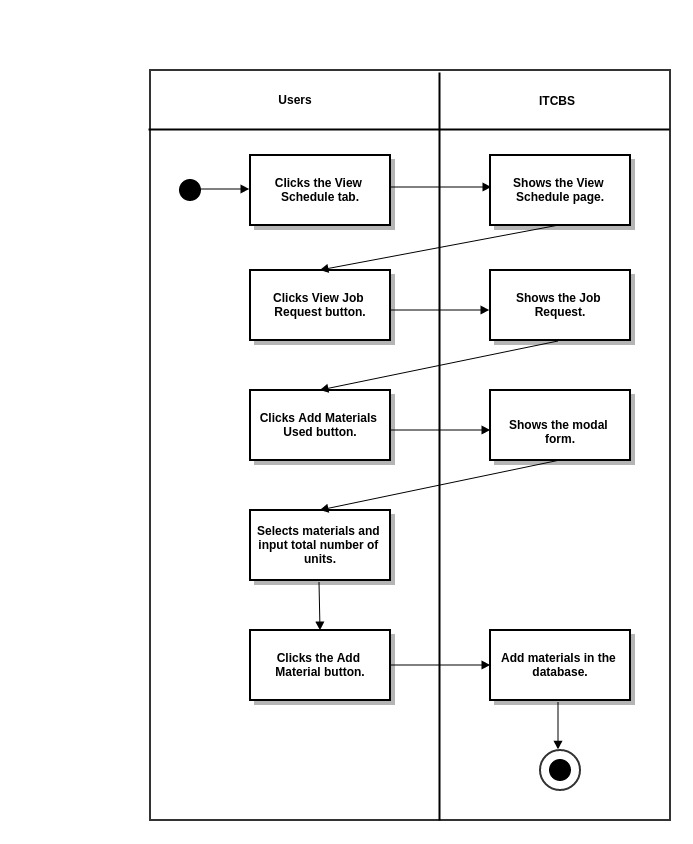 Users
ITCBS
Clicks the View
Schedule tab.
Shows the View
Schedule page.
Clicks View Job
Request button.
Shows the Job
Request.
Clicks Add Materials
Used button.
Shows the modal
form.
Selects materials and
input total number of
units.
Clicks the Add
Material button.
Add materials in the
database.